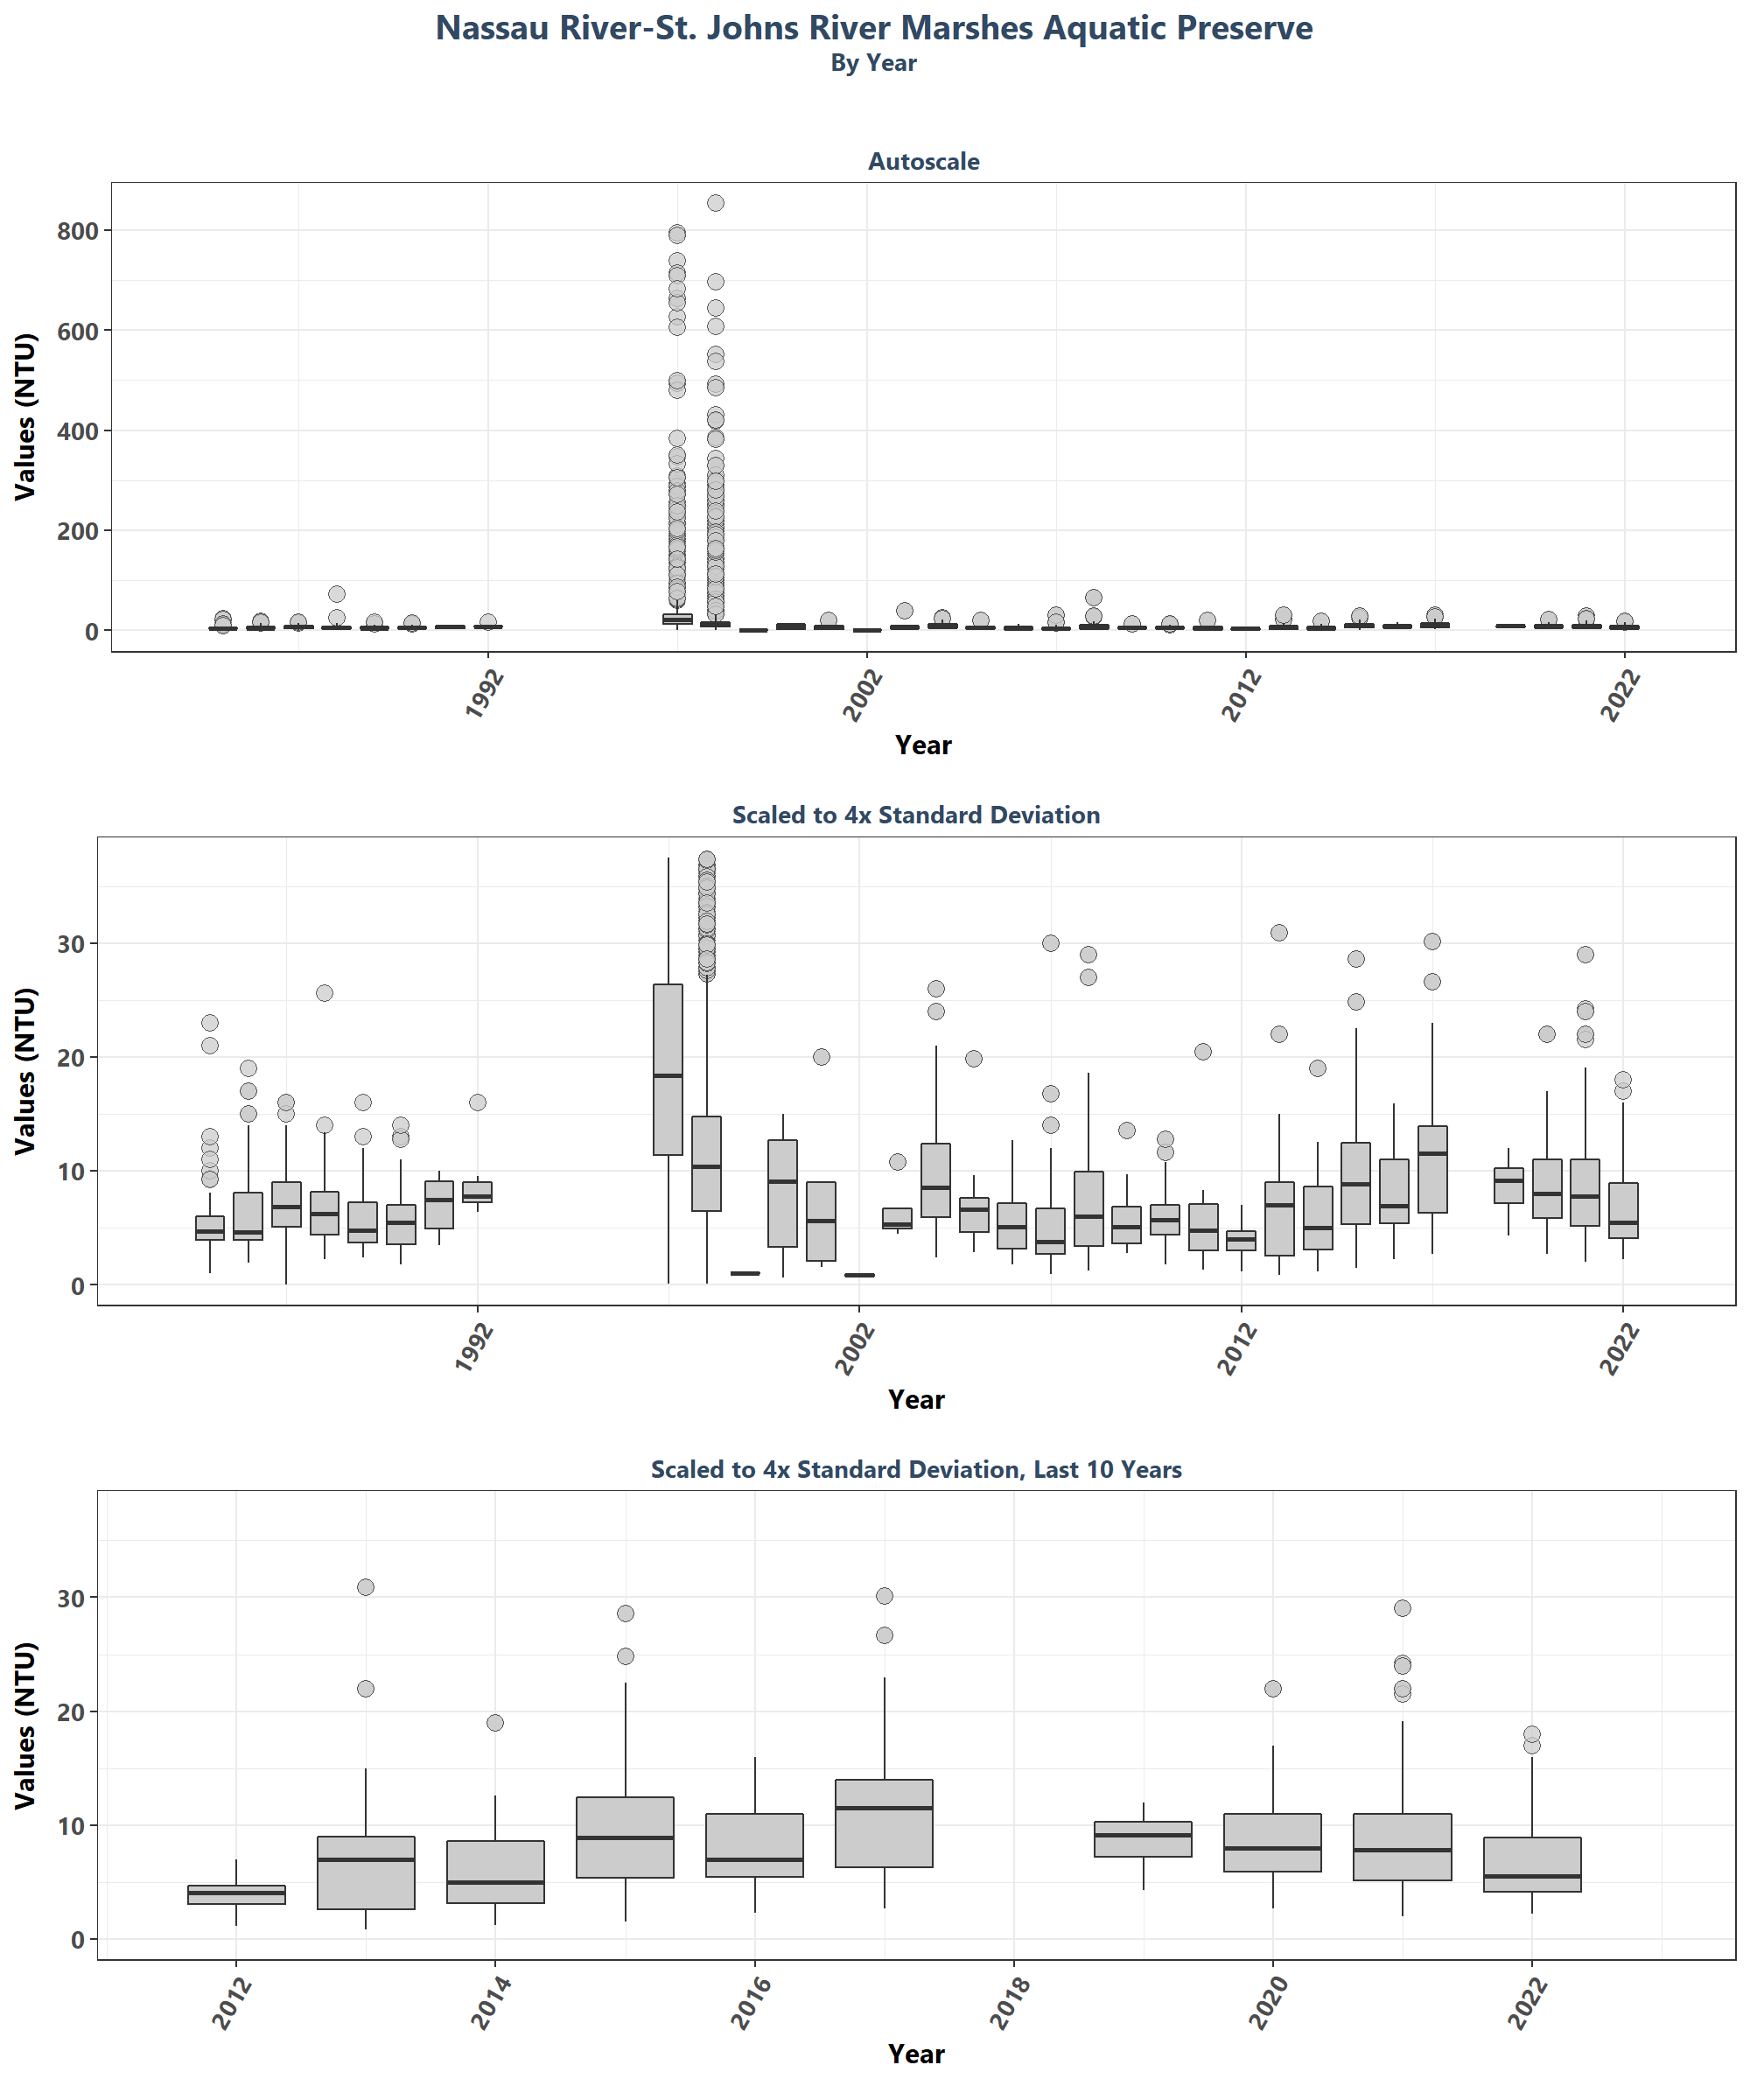 Nassau River-St. Johns River Marshes Aquatic Preserve
By Year
Autoscale
Values (NTU)
800
600
400
200
0
1992
2002
2012
2022
Year
Scaled to 4x Standard Deviation
Values (NTU)
30
20
10
0
1992
2002
2012
2022
Year
Scaled to 4x Standard Deviation, Last 10 Years
Values (NTU)
30
20
10
0
2012
2014
2016
2018
2020
2022
Year